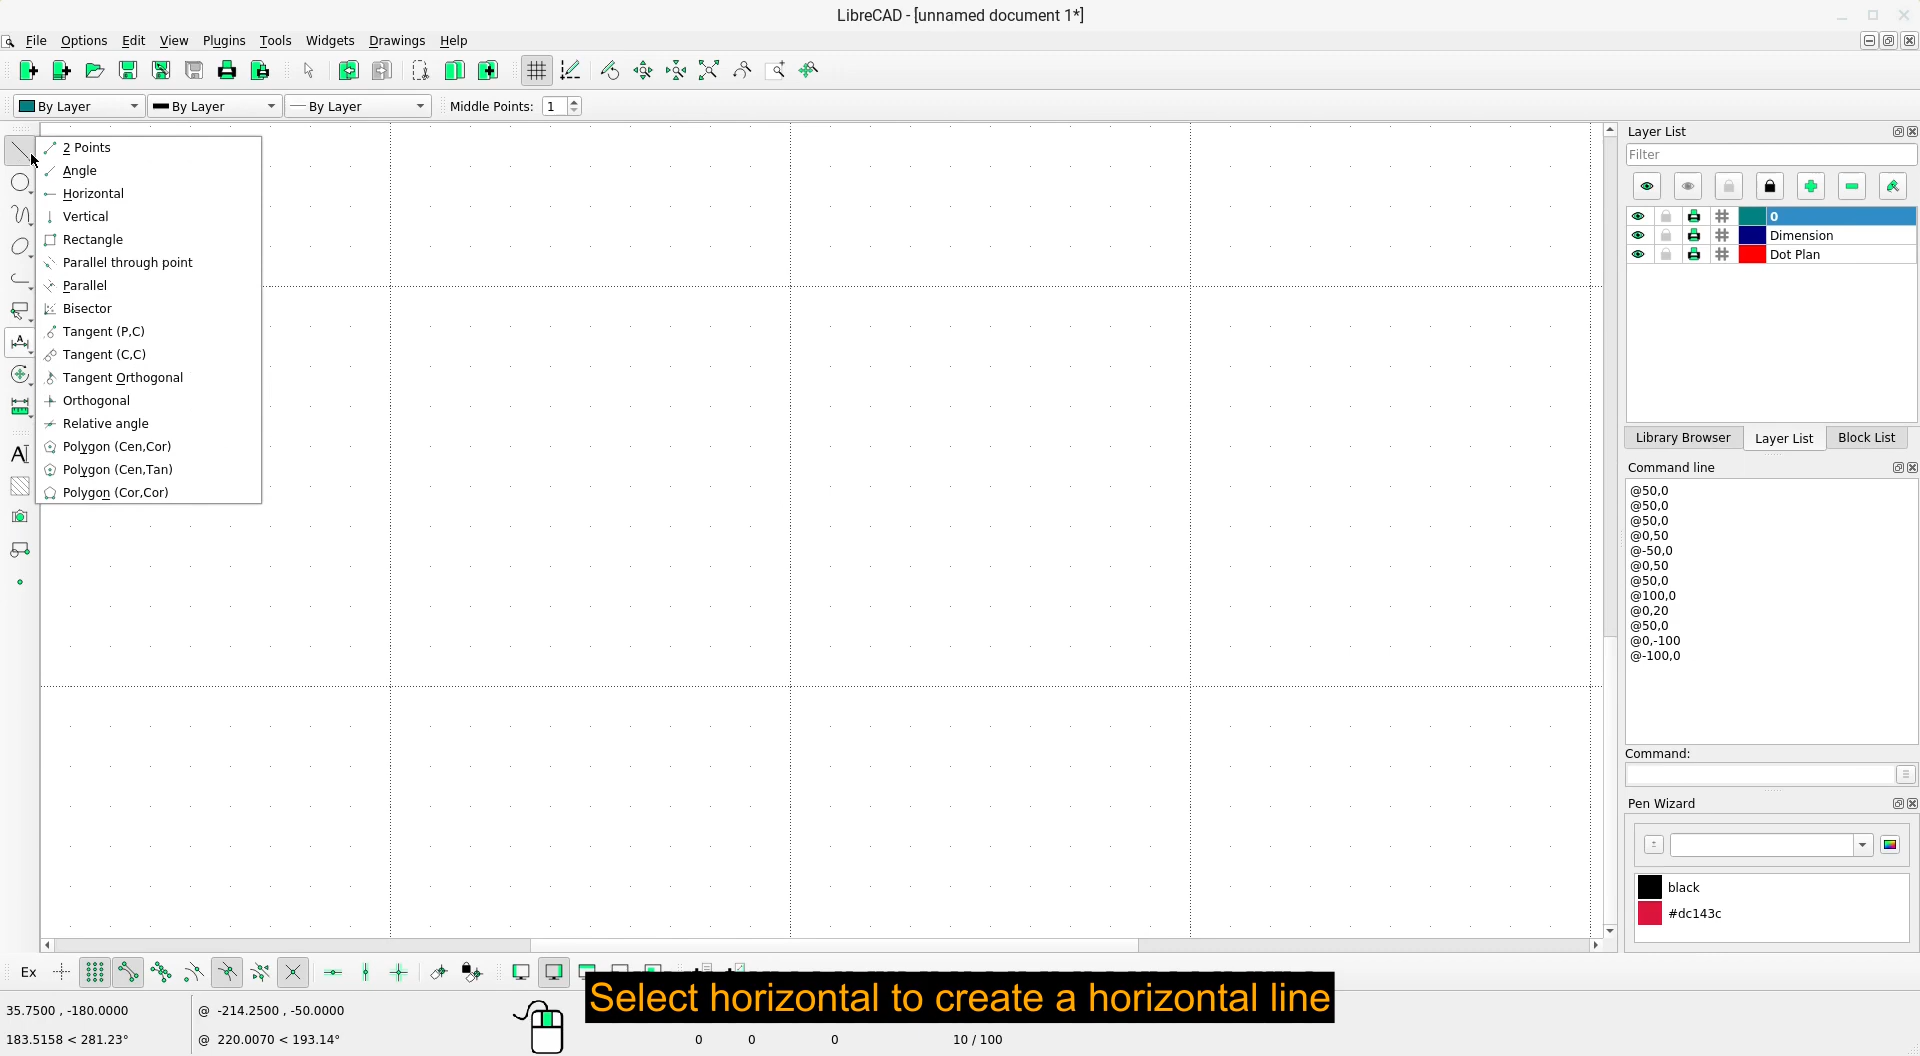 LibreCAD - [unnamed document 1*]
File Options Edit View Plugins Tools Widgets Drawings Help
By Layer By Layer By Layer Middle Points: 1
2 Points
Angle
Horizontal
Vertical
Rectangle
Parallel through point
Parallel
Bisector
Tangent (P,C)
Tangent (C,C)
Tangent Orthogonal
Orthogonal
Relative angle
Polygon (Cen,Cor)
Polygon (Cen,Tan)
Polygon (Cor,Cor)
Layer List
Filter
0
Dimension
Dot Plan
Library Browser Layer List Block List
Command line
@50,0
@50,0
@50,0
@0,50
@-50,0
@0,50
@50,0
@100,0
@0,20
@50,0
@0,-100
@-100,0
Command:
Pen Wizard
black
#dc143c
Ex
Select horizontal to create a horizontal line
35.7500 , -180.0000 @ -214.2500 , -50.0000
183.5158 < 281.23° @ 220.0070 < 193.14° 0 0 0 10 / 100